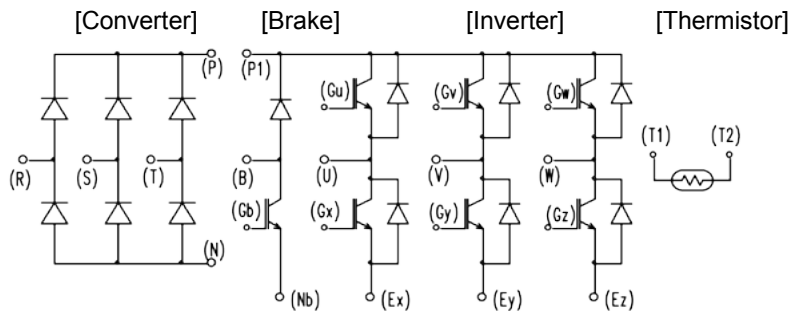 [Converter] [Brake] [Inverter] [Thermistor]
(P) (P1)
(Gu) (Gv) (Gw)
(T1) (T2)
(R) (S) (T) (B) (U) (V) (W)
(Gb) (Gx) (Gy) (Gz)
(N)
(Nb) (Ex) (Ey) (Ez)